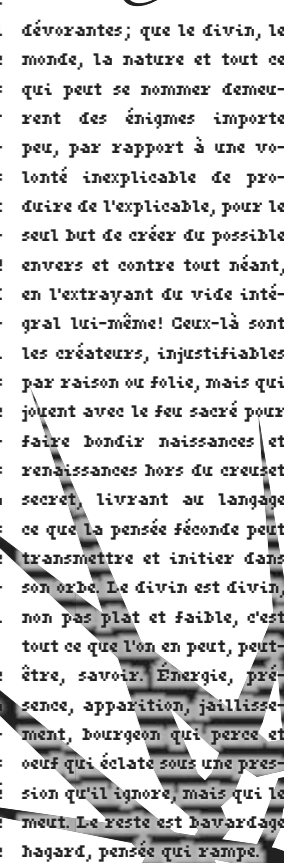 dévorantes; que le divin, le
monde, la nature et tout ce
qui peut se nommer demeu-
rent des énigmes importe
peu, par rapport à une vo-
lonté inexplicable de pro-
duire de l'explicable, pour le
seul but de créer du possible
envers et contre tout néant,
en l'extrayant du vide inté-
gral lui-même! Ceux-là sont
les créateurs, injustifiables
par raison ou folie, mais qui
jouent avec le feu sacré pour
faire bondir naissances et
renaissances hors du creuset
secret, livrant au langage
ce que la pensée féconde peut
transmettre et initier dans
son orbe. Le divin est divin,
non pas plat et faible, c'est
tout ce que l'on en peut, peut-
être, savoir. Énergie, pré-
sence, apparition, jaillisse-
ment, bourgeon qui perce et
oeuf qui éclate sous une pres-
sion qu'il ignore, mais qui le
meut. Le reste est bavardage
hagard, pensée qui rampe.